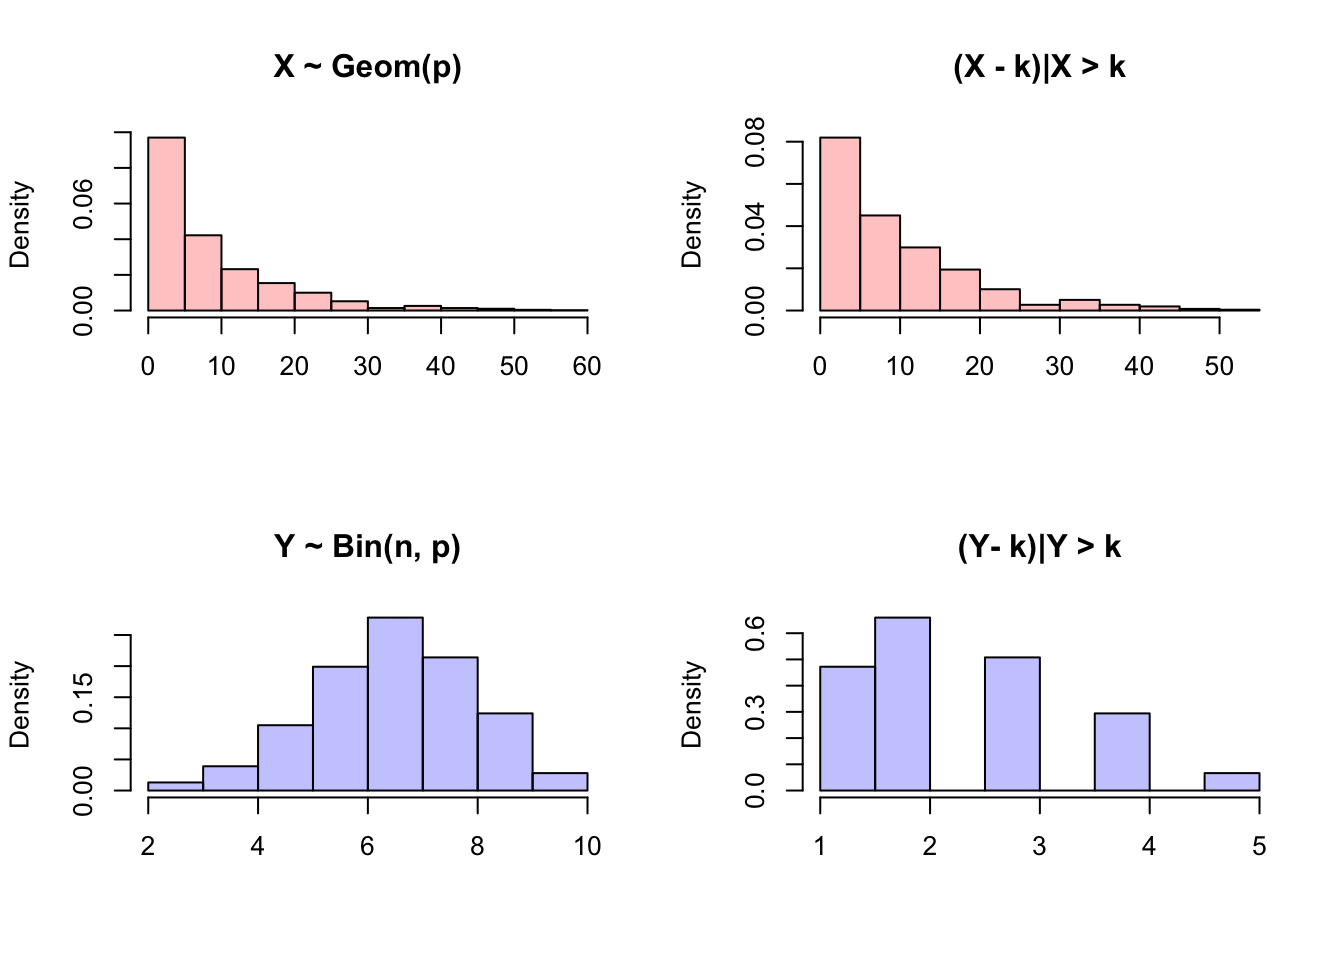 X ~ Geom(p)
Density
0.00 0.06
0 10 20 30 40 50 60
(X - k)|X > k
Density
0.00 0.04 0.08
0 10 20 30 40 50
Y ~ Bin(n, p)
Density
0.00 0.15
2 4 6 8 10
(Y- k)|Y > k
Density
0.0 0.3 0.6
1 2 3 4 5